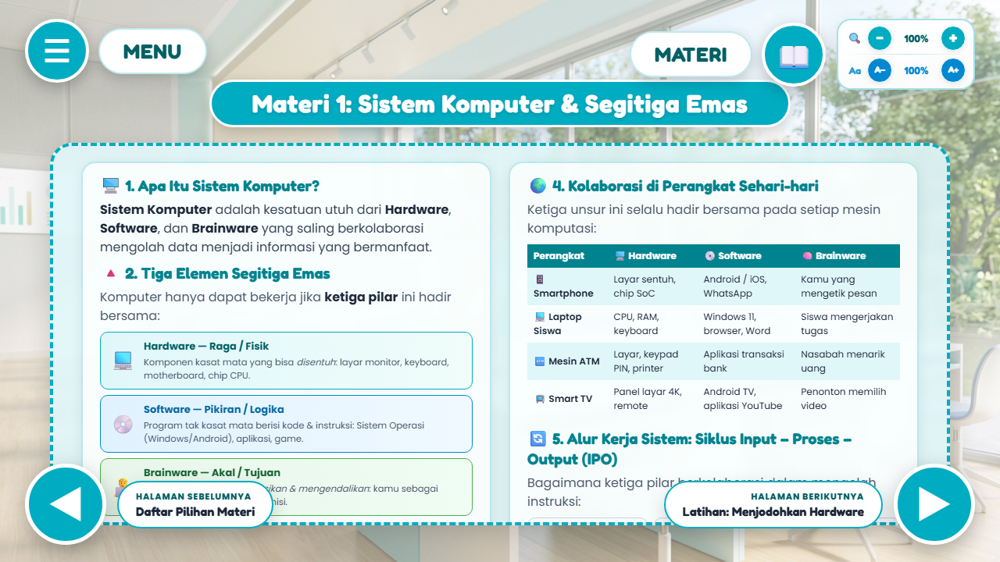 MENU
MATERI
100%
Aa
A-
100%
A+
Materi 1: Sistem Komputer & Segitiga Emas
1. Apa Itu Sistem Komputer?
Sistem Komputer adalah kesatuan utuh dari Hardware,
Software, dan Brainware yang saling berkolaborasi
mengolah data menjadi informasi yang bermanfaat.
2. Tiga Elemen Segitiga Emas
Komputer hanya dapat bekerja jika ketiga pilar ini hadir
bersama:
Hardware — Raga / Fisik
Komponen kasat mata yang bisa disentuh: layar monitor, keyboard,
motherboard, chip CPU.
Software — Pikiran / Logika
Program tak kasat mata berisi kode & instruksi: Sistem Operasi
(Windows/Android), aplikasi, game.
Brainware — Akal / Tujuan
& mengendalikan: kamu sebagai
4. Kolaborasi di Perangkat Sehari-hari
Ketiga unsur ini selalu hadir bersama pada setiap mesin
komputasi:
Perangkat Hardware Software Brainware
Smartphone Layar sentuh, chip SoC Android / iOS, WhatsApp Kamu yang mengetik pesan
Laptop Siswa CPU, RAM, keyboard Windows 11, browser, Word Siswa mengerjakan tugas
Mesin ATM Layar, keypad PIN, printer Aplikasi transaksi bank Nasabah menarik uang
Smart TV Panel layar 4K, remote Android TV, aplikasi YouTube Penonton memilih video
5. Alur Kerja Sistem: Siklus Input – Proses –
Output (IPO)
Bagaimana ketiga pilar berkolaborasi dalam mengolah
instruksi:
HALAMAN SEBELUMNYA
Daftar Pilihan Materi
HALAMAN BERIKUTNYA
Latihan: Menjodohkan Hardware